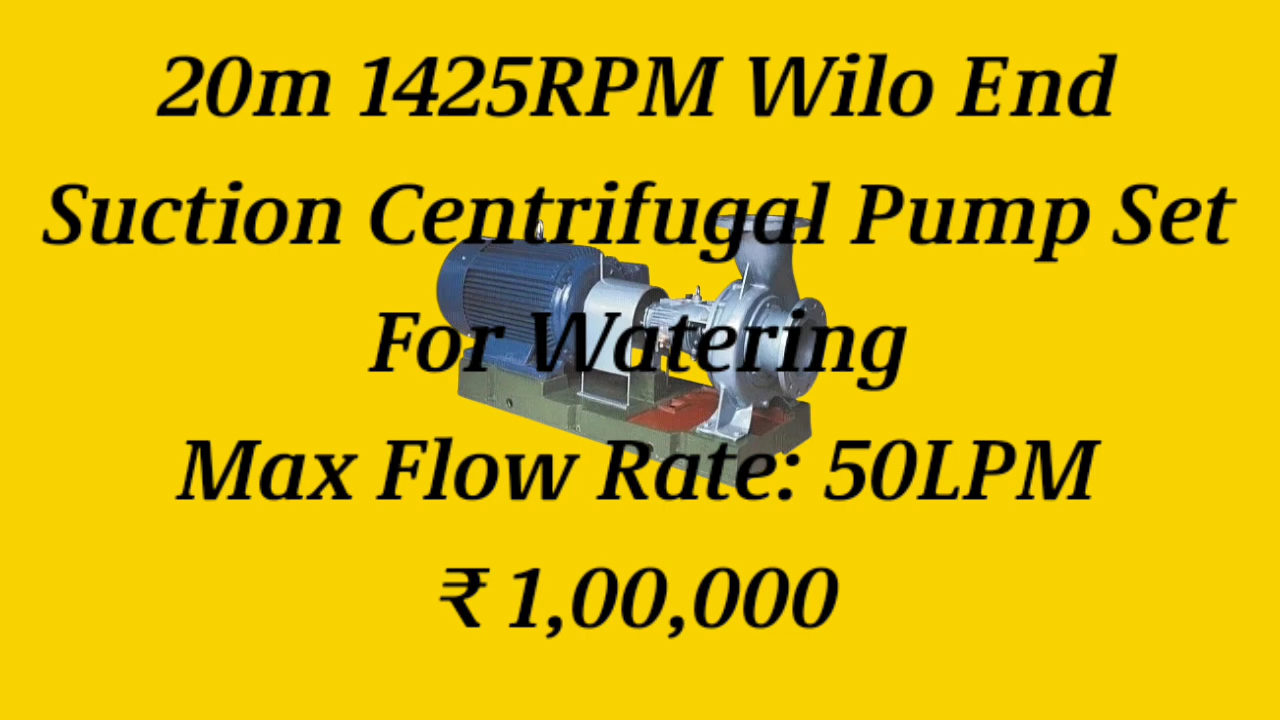 20m 1425RPM Wilo End
Suction Centrifugal Pump Set
For Watering
Max Flow Rate: 50LPM
₹ 1,00,000